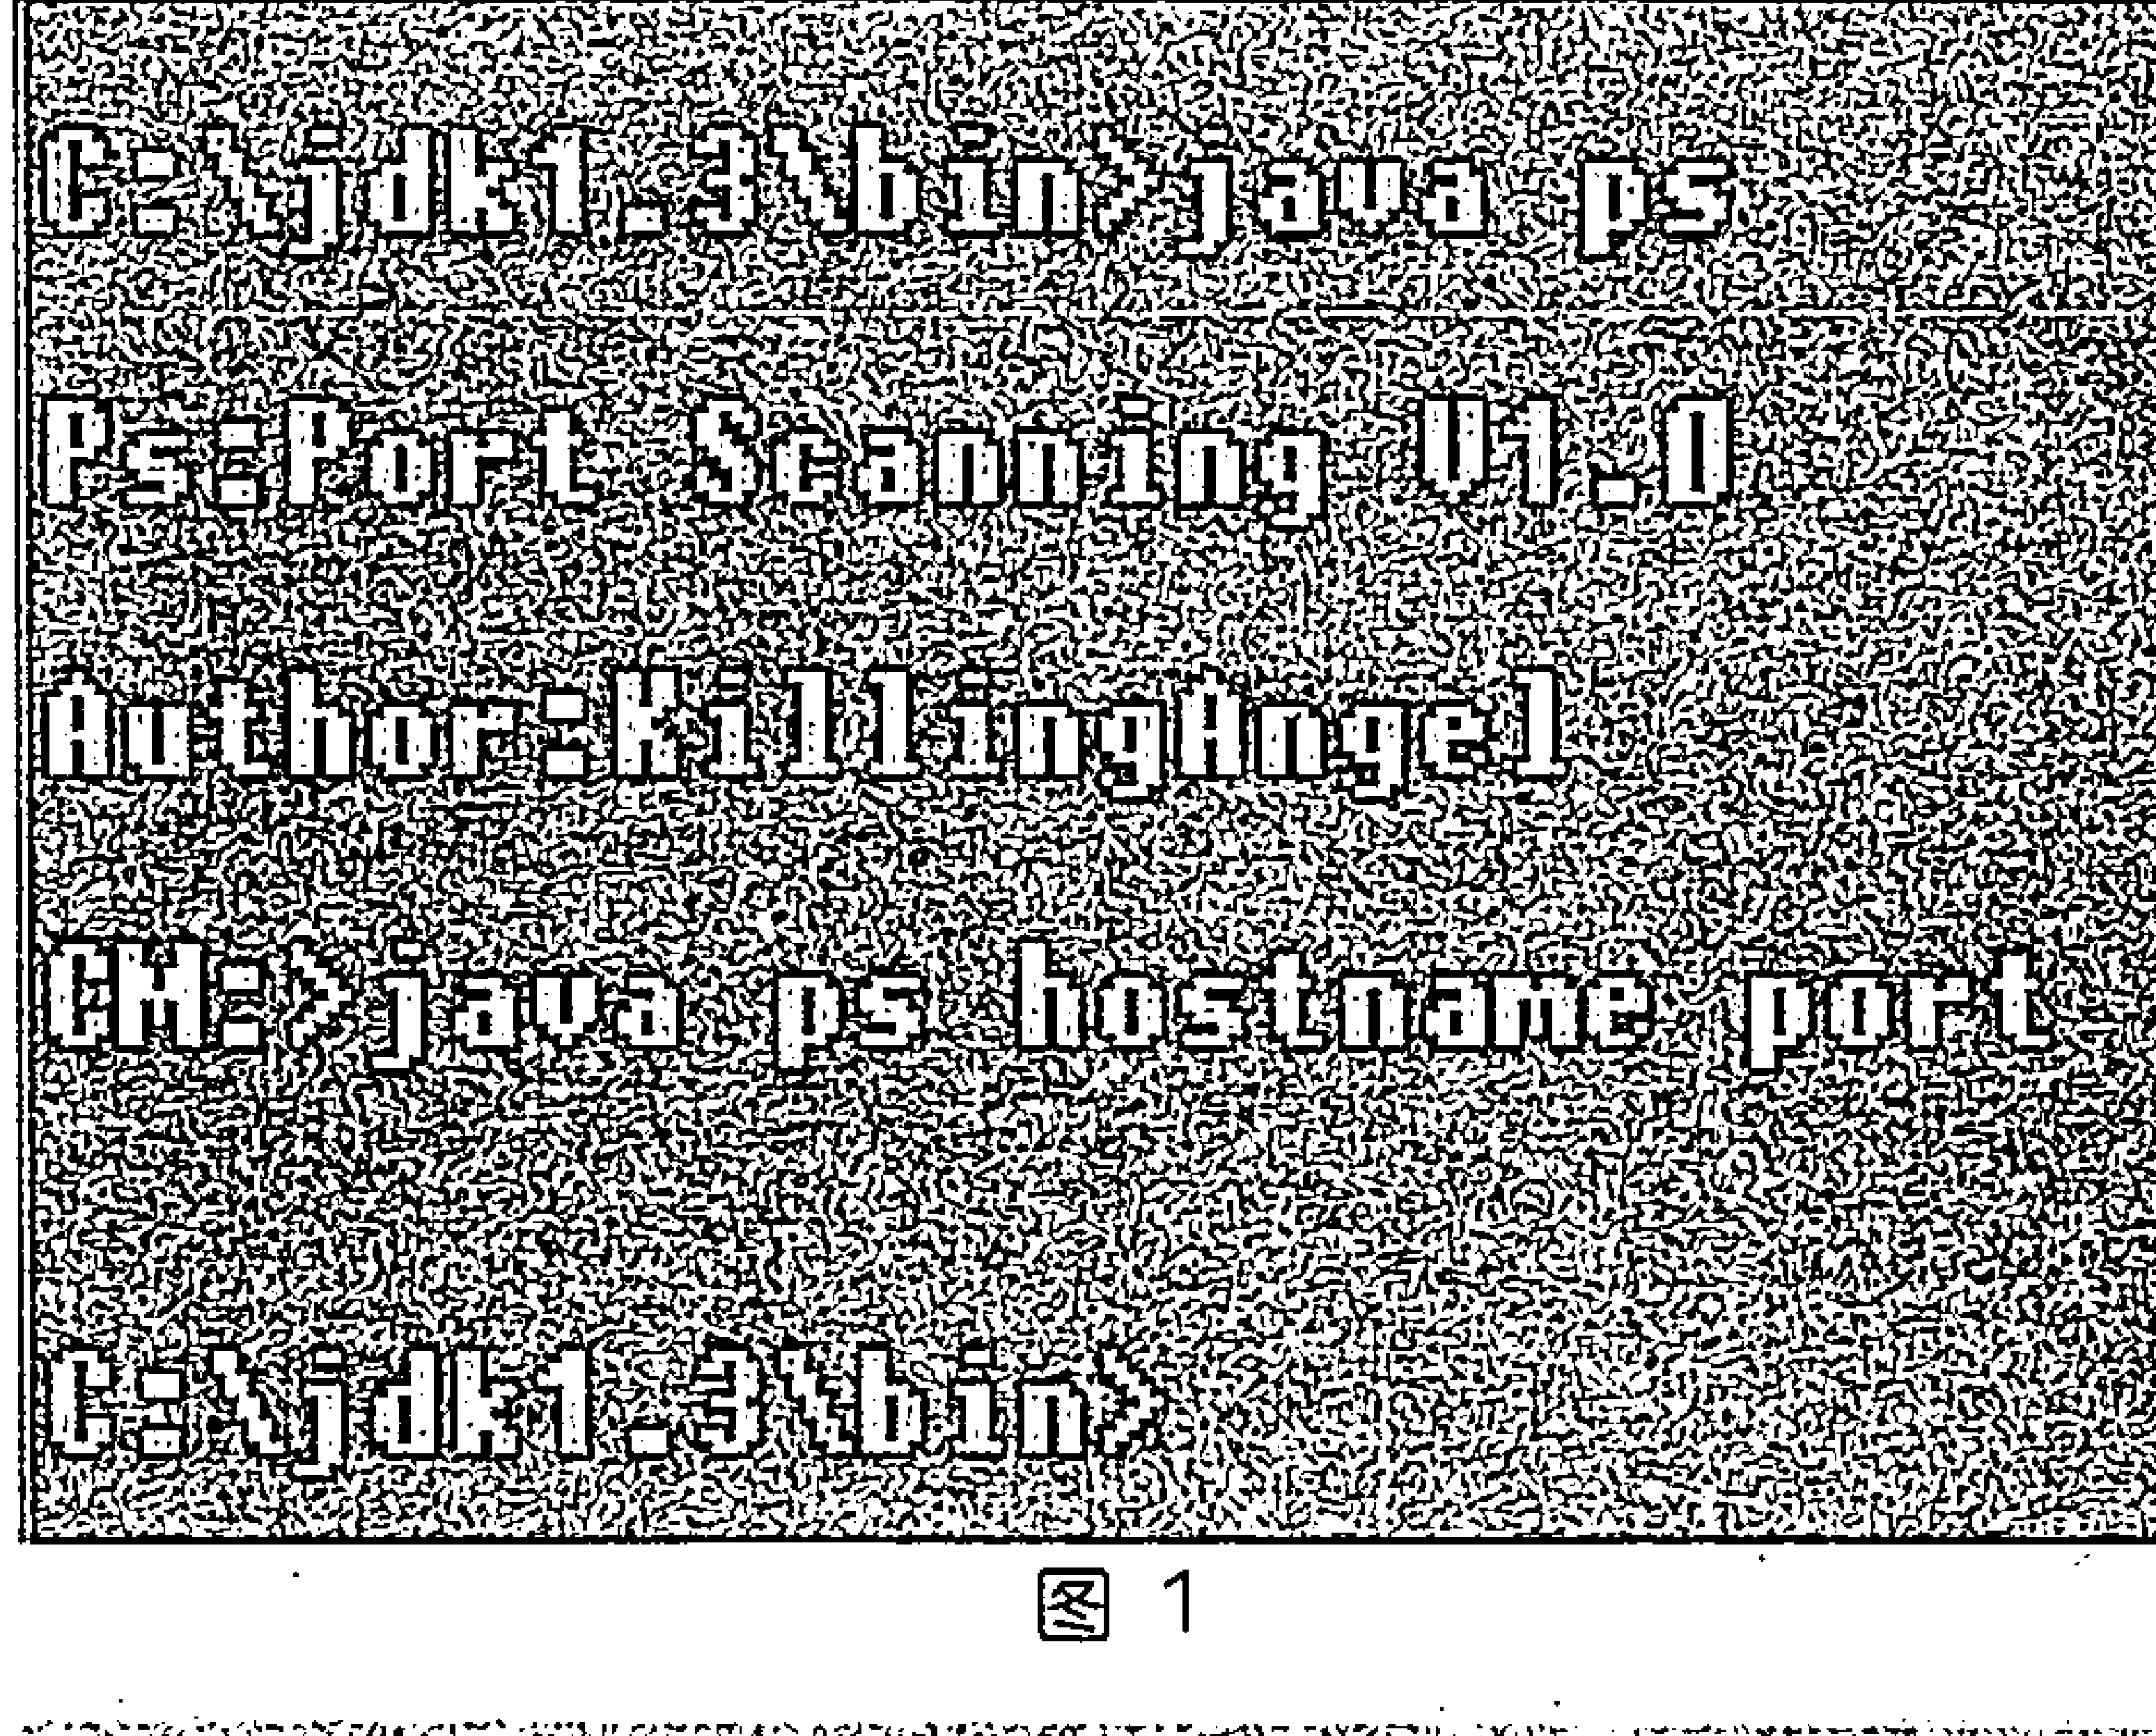 C:\jdk1.3\bin>java ps
Ps:Port Scanning V1.0
Author:KillingAngel
CM:>java ps hostname port
C:\jdk1.3\bin>
图 1